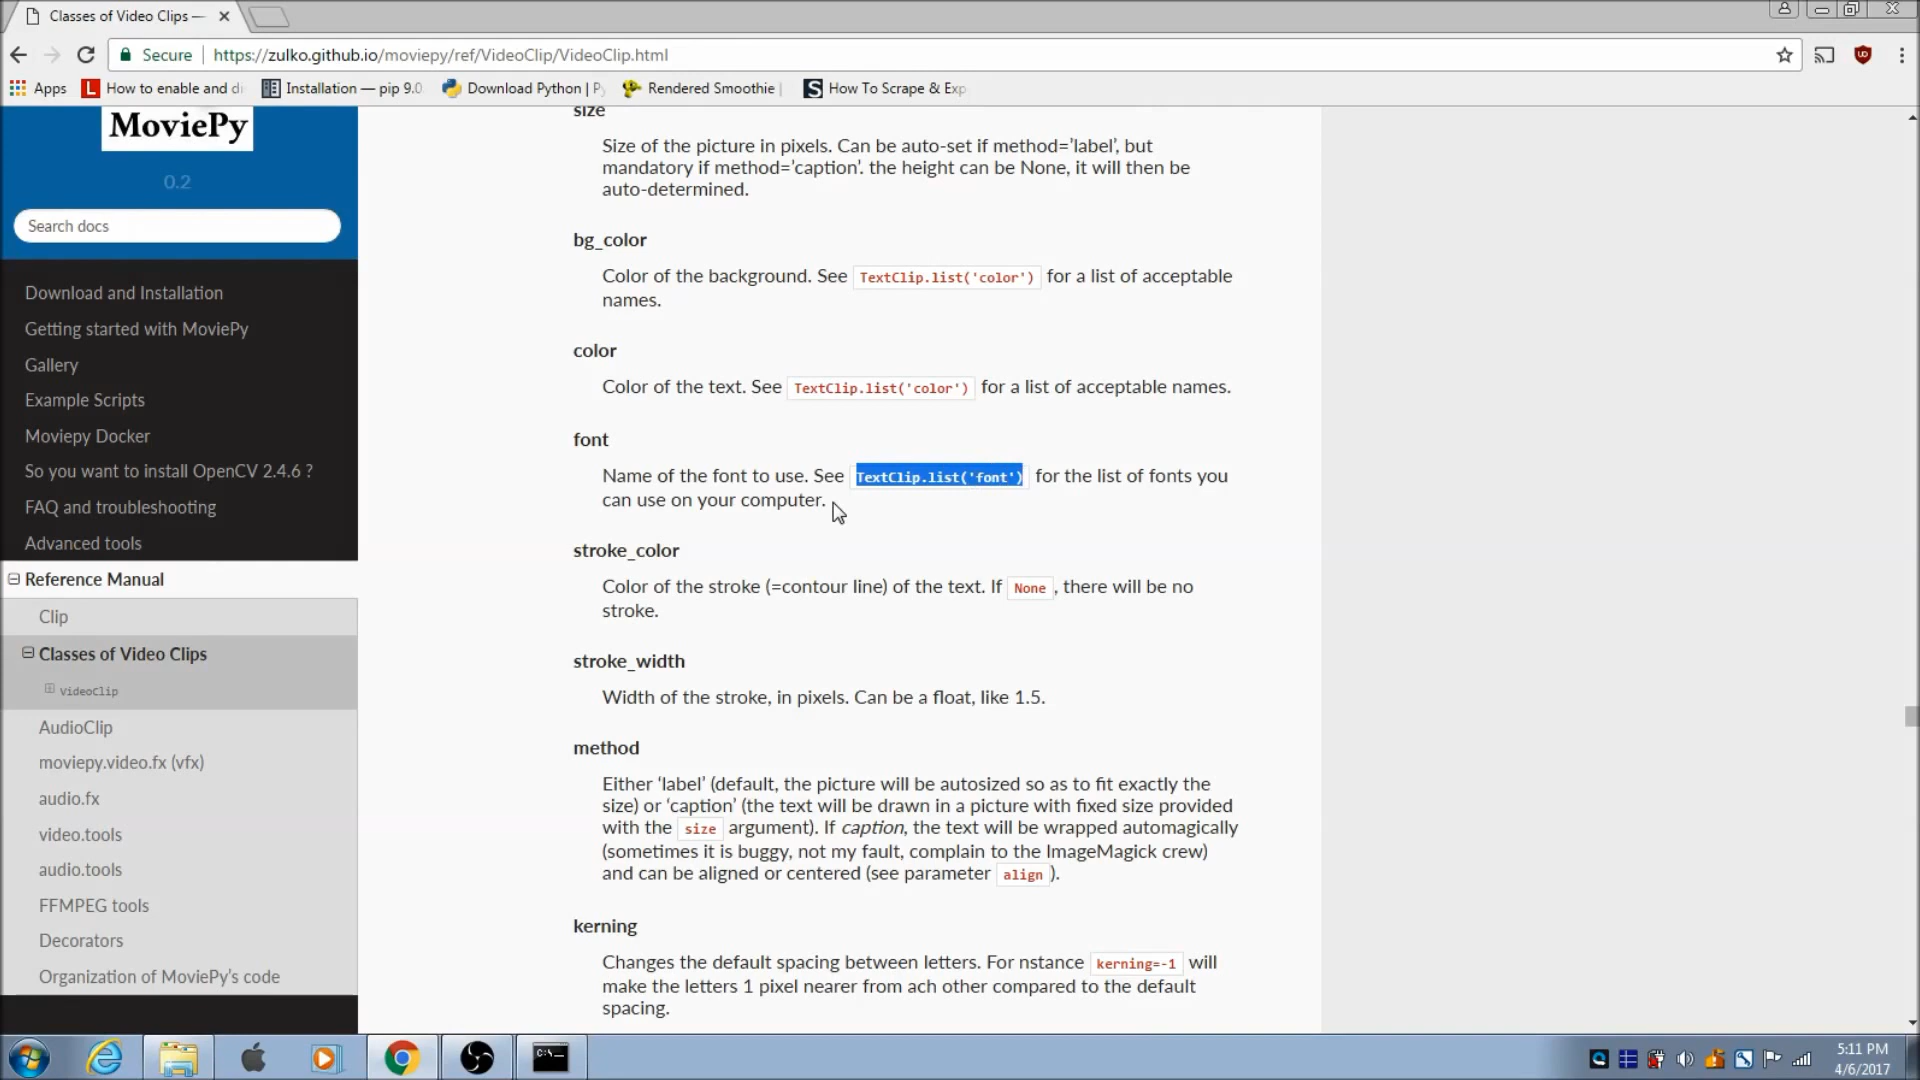 Classes of Video Clips —
Secure
https://zulko.github.io/moviepy/ref/VideoClip/VideoClip.html
Apps
How to enable and di
Installation — pip 9.0
Download Python | Py
Rendered Smoothie |
How To Scrape & Exp
MoviePy
0.2
Search docs
Download and Installation
Getting started with MoviePy
Gallery
Example Scripts
Moviepy Docker
So you want to install OpenCV 2.4.6 ?
FAQ and troubleshooting
Advanced tools
Reference Manual
Clip
Classes of Video Clips
VideoClip
AudioClip
moviepy.video.fx (vfx)
audio.fx
video.tools
audio.tools
FFMPEG tools
Decorators
Organization of MoviePy’s code
size
Size of the picture in pixels. Can be auto-set if method=’label’, but
mandatory if method=’caption’. the height can be None, it will then be
auto-determined.
bg_color
Color of the background. See TextClip.list('color') for a list of acceptable
names.
color
Color of the text. See TextClip.list('color') for a list of acceptable names.
font
Name of the font to use. See TextClip.list('font') for the list of fonts you
can use on your computer.
stroke_color
Color of the stroke (=contour line) of the text. If None, there will be no
stroke.
stroke_width
Width of the stroke, in pixels. Can be a float, like 1.5.
method
Either ‘label’ (default, the picture will be autosized so as to fit exactly the
size) or ‘caption’ (the text will be drawn in a picture with fixed size provided
with the size argument). If caption, the text will be wrapped automagically
(sometimes it is buggy, not my fault, complain to the ImageMagick crew)
and can be aligned or centered (see parameter align ).
kerning
Changes the default spacing between letters. For nstance kerning=-1 will
make the letters 1 pixel nearer from ach other compared to the default
spacing.
5:11 PM
4/6/2017